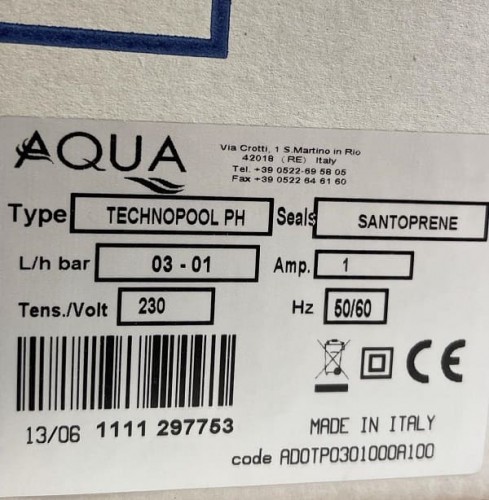 AQUA
Via Crotti, 1 S.Martino in Rio
42018 (RE) Italy
Tel. +39 0522-69 58 05
Fax +39 0522 64 61 60
Type TECHNOPOOL PH Seals SANTOPRENE
L/h bar 03 - 01 Amp. 1
Tens./Volt 230 Hz 50/60
CE
13/06 1111 297753
MADE IN ITALY
code ADOTP0301000A100